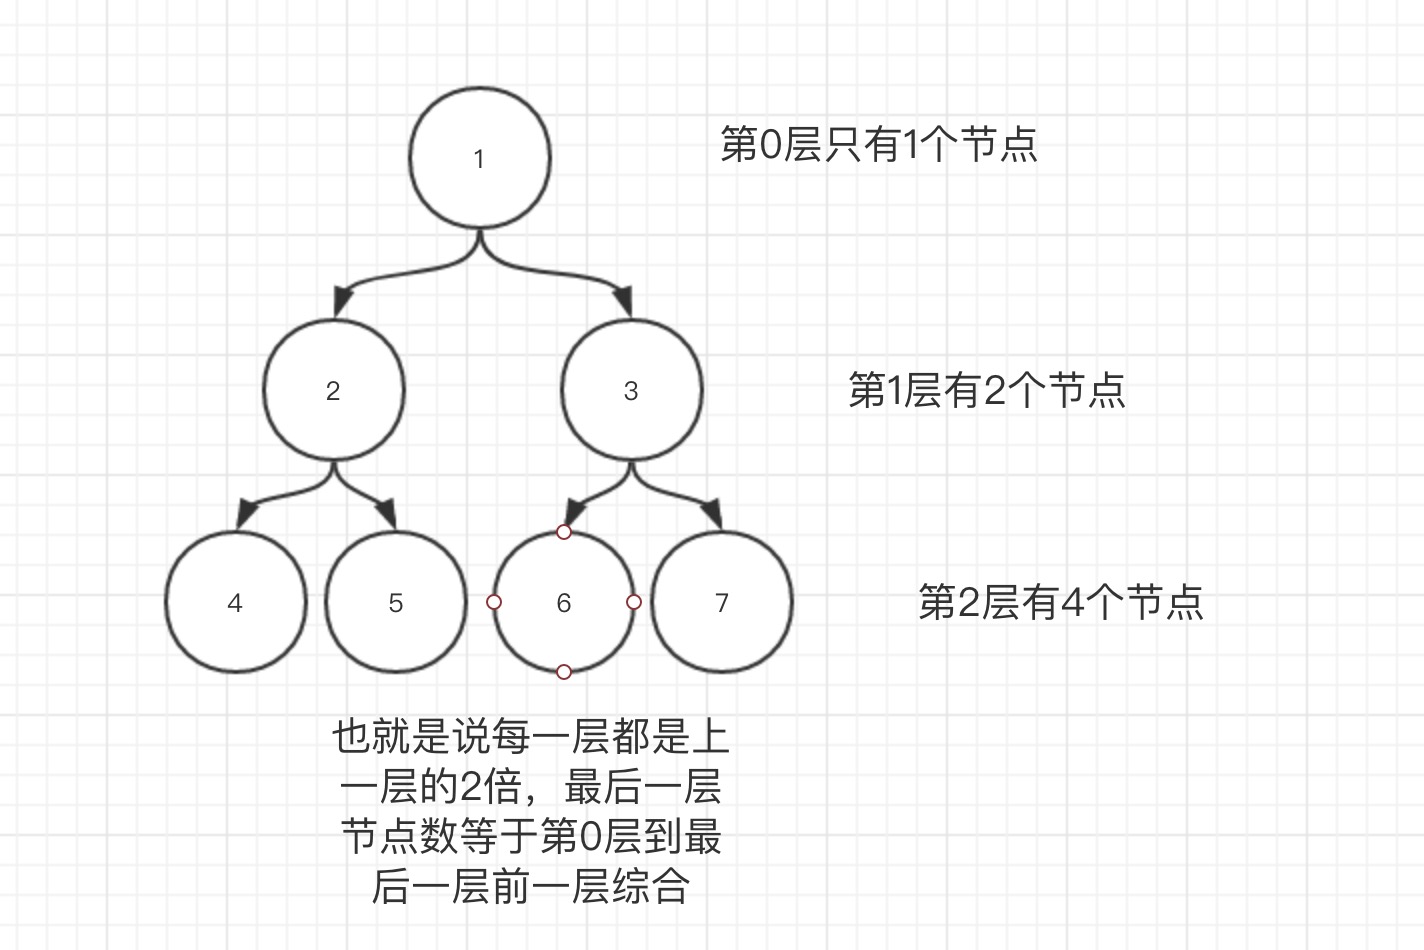 1
第0层只有1个节点
2
3
第1层有2个节点
4
5
6
7
第2层有4个节点
也就是说每一层都是上
一层的2倍，最后一层
节点数等于第0层到最
后一层前一层综合